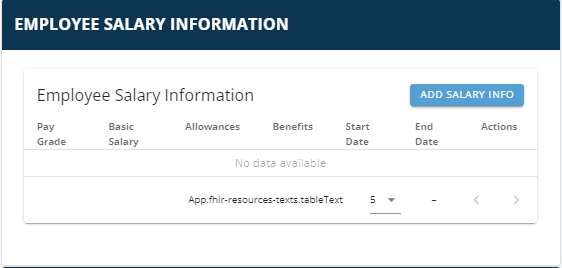 EMPLOYEE SALARY INFORMATION
Employee Salary Information
ADD SALARY INFO
Pay Grade
Basic Salary
Allowances
Benefits
Start Date
End Date
Actions
No data available
App.fhir-resources-texts.tableText
5
–